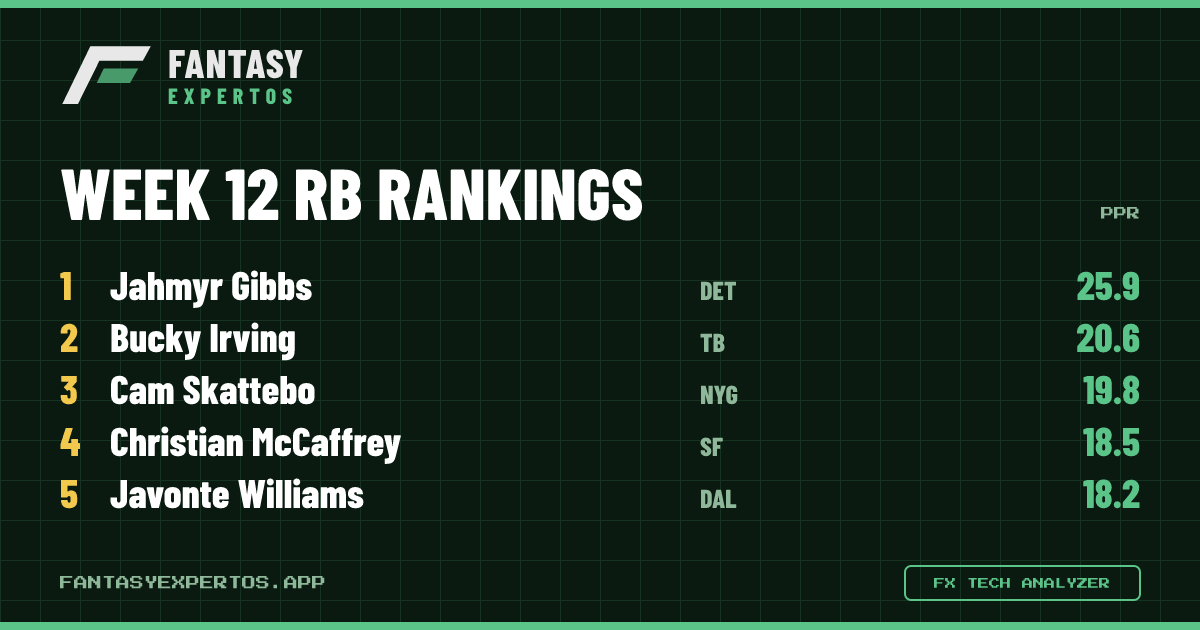 FANTASY
EXPERTOS
WEEK 12 RB RANKINGS
PPR
1 Jahmyr Gibbs DET 25.9
2 Bucky Irving TB 20.6
3 Cam Skattebo NYG 19.8
4 Christian McCaffrey SF 18.5
5 Javonte Williams DAL 18.2
FANTASYEXPERTOS.APP
FX TECH ANALYZER